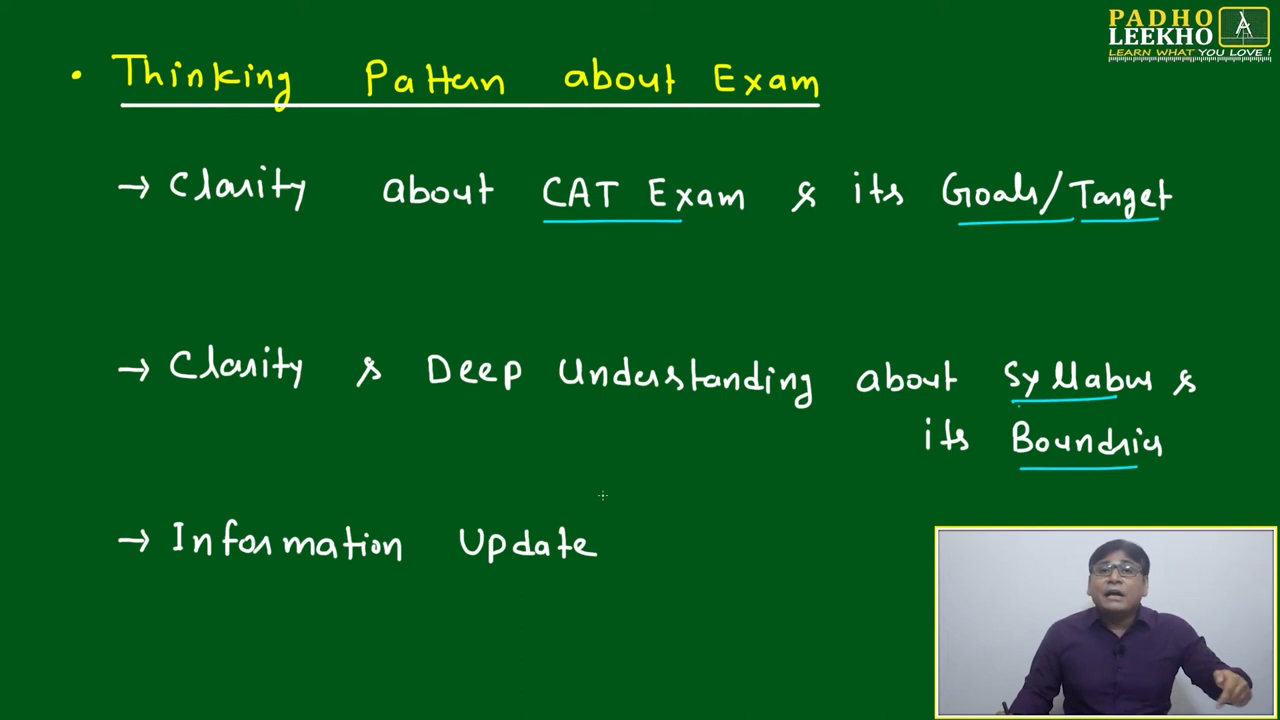 PADHO
LEEKHO
LEARN WHAT YOU LOVE !
• Thinking Pattern about Exam
→ Clarity about CAT Exam & its Goals/Target
→ Clarity & Deep Understanding about Syllabus &
its Boundries
→ Information Update